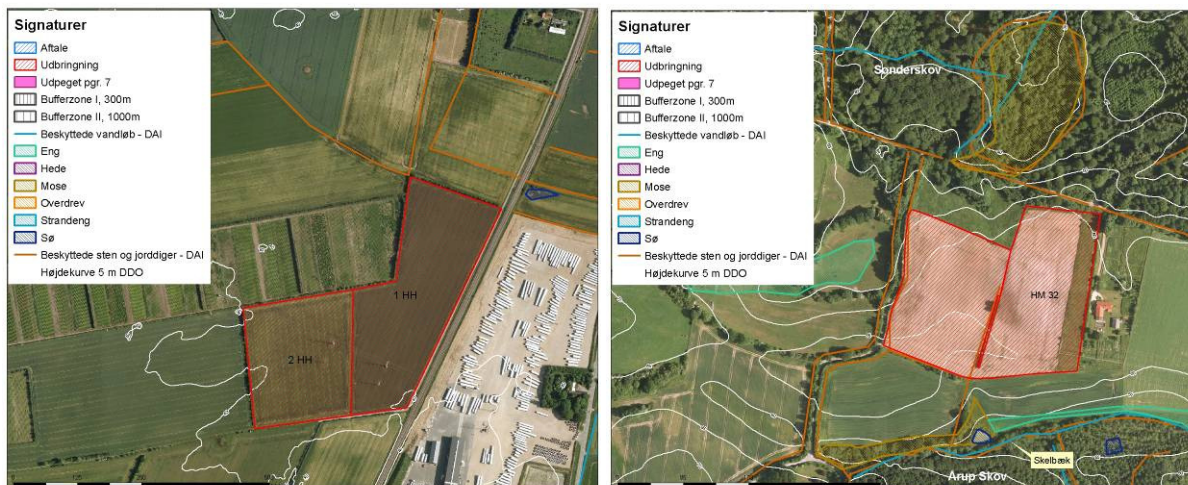 Signaturer
Aftale
Udbringning
Udpeget pgr. 7
Bufferzone I, 300m
Bufferzone II, 1000m
Beskyttede vandløb - DAI
Eng
Hede
Mose
Overdrev
Strandeng
Sø
Beskyttede sten og jorddiger - DAI
Højdekurve 5 m DDO
1 HH
2 HH
Signaturer
Aftale
Udbringning
Udpeget pgr. 7
Bufferzone I, 300m
Bufferzone II, 1000m
Beskyttede vandløb - DAI
Eng
Hede
Mose
Overdrev
Strandeng
Sø
Beskyttede sten og jorddiger - DAI
Højdekurve 5 m DDO
Sønderskov
HM 32
Skelbæk
Arup Skov